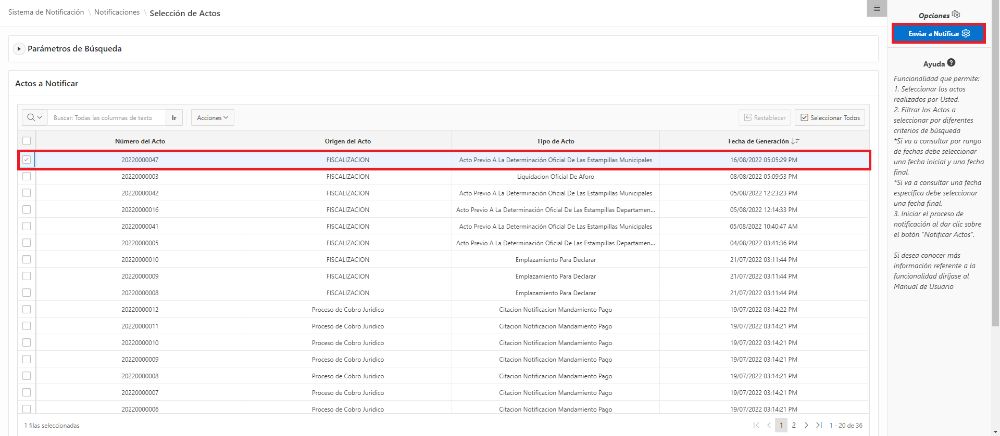 Sistema de Notificación \ Notificaciones \ Selección de Actos
Parámetros de Búsqueda
Actos a Notificar
Buscar: Todas las columnas de texto Ir Acciones Restablecer Seleccionar Todos
Número del Acto Origen del Acto Tipo de Acto Fecha de Generación
20220000047 FISCALIZACION Acto Previo A La Determinación Oficial De Las Estampillas Municipales 16/08/2022 05:05:29 PM
20220000003 FISCALIZACION Liquidacion Oficial De Aforo 08/08/2022 05:09:53 PM
20220000042 FISCALIZACION Acto Previo A La Determinación Oficial De Las Estampillas Municipales 05/08/2022 12:23:23 PM
20220000016 FISCALIZACION Acto Previo A La Determinación Oficial De Las Estampillas Departamen... 05/08/2022 12:14:33 PM
20220000041 FISCALIZACION Acto Previo A La Determinación Oficial De Las Estampillas Municipales 05/08/2022 10:40:47 AM
20220000005 FISCALIZACION Acto Previo A La Determinación Oficial De Las Estampillas Departamen... 04/08/2022 03:41:36 PM
20220000010 FISCALIZACION Emplazamiento Para Declarar 21/07/2022 03:11:44 PM
20220000009 FISCALIZACION Emplazamiento Para Declarar 21/07/2022 03:11:44 PM
20220000008 FISCALIZACION Emplazamiento Para Declarar 21/07/2022 03:11:44 PM
20220000012 Proceso de Cobro Juridico Citacion Notificacion Mandamiento Pago 19/07/2022 03:14:22 PM
20220000011 Proceso de Cobro Juridico Citacion Notificacion Mandamiento Pago 19/07/2022 03:14:21 PM
20220000010 Proceso de Cobro Juridico Citacion Notificacion Mandamiento Pago 19/07/2022 03:14:21 PM
20220000009 Proceso de Cobro Juridico Citacion Notificacion Mandamiento Pago 19/07/2022 03:14:21 PM
20220000008 Proceso de Cobro Juridico Citacion Notificacion Mandamiento Pago 19/07/2022 03:14:21 PM
20220000007 Proceso de Cobro Juridico Citacion Notificacion Mandamiento Pago 19/07/2022 03:14:21 PM
20220000006 Proceso de Cobro Juridico Citacion Notificacion Mandamiento Pago 19/07/2022 03:14:21 PM
1 filas seleccionadas 1 2 1 - 20 de 36
Opciones
Enviar a Notificar
Ayuda
Funcionalidad que permite:
1. Seleccionar los actos
realizados por Usted.
2. Filtrar los Actos a
seleccionar por diferentes
criterios de búsqueda
*Si va a consultar por rango
de fechas debe seleccionar
una fecha inicial y una fecha
final.
*Si va a consultar una fecha
específica debe seleccionar
una fecha final.
3. Iniciar el proceso de
notificación al dar clic sobre
el botón "Notificar Actos".
Si desea conocer más
información referente a la
funcionalidad diríjase al
Manual de Usuario